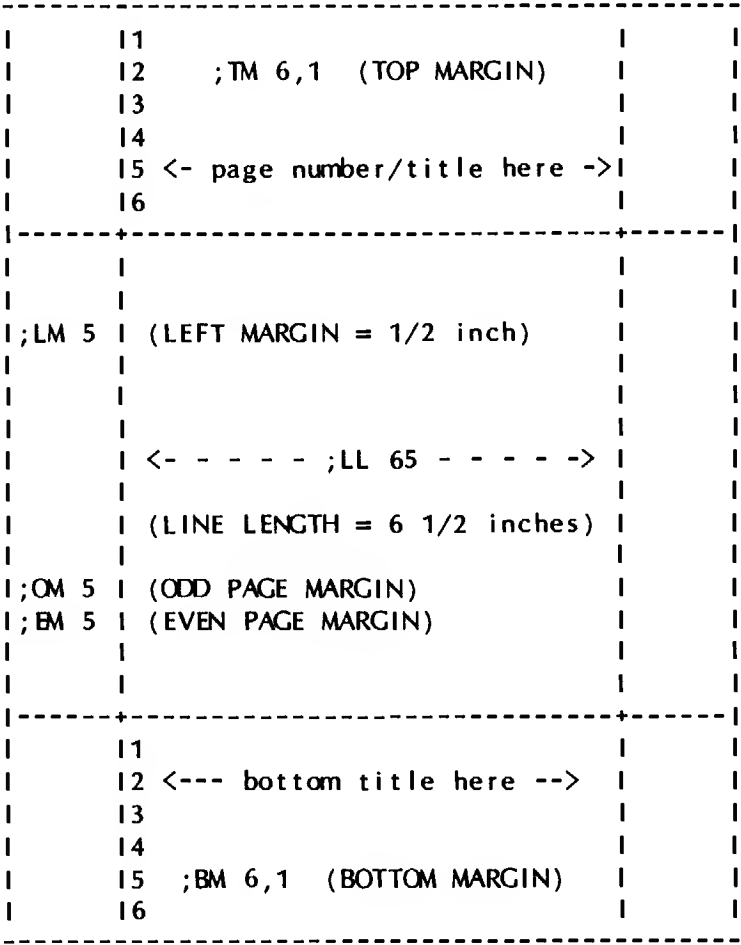 1
2 ;TM 6,1 (TOP MARGIN)
3
4
5 <- page number/title here ->
6
;LM 5 (LEFT MARGIN = 1/2 inch)
<- - - - - ;LL 65 - - - - ->
(LINE LENGTH = 6 1/2 inches)
;OM 5 (ODD PAGE MARGIN)
;EM 5 (EVEN PAGE MARGIN)
1
2 <--- bottom title here -->
3
4
5 ;BM 6,1 (BOTTOM MARGIN)
6